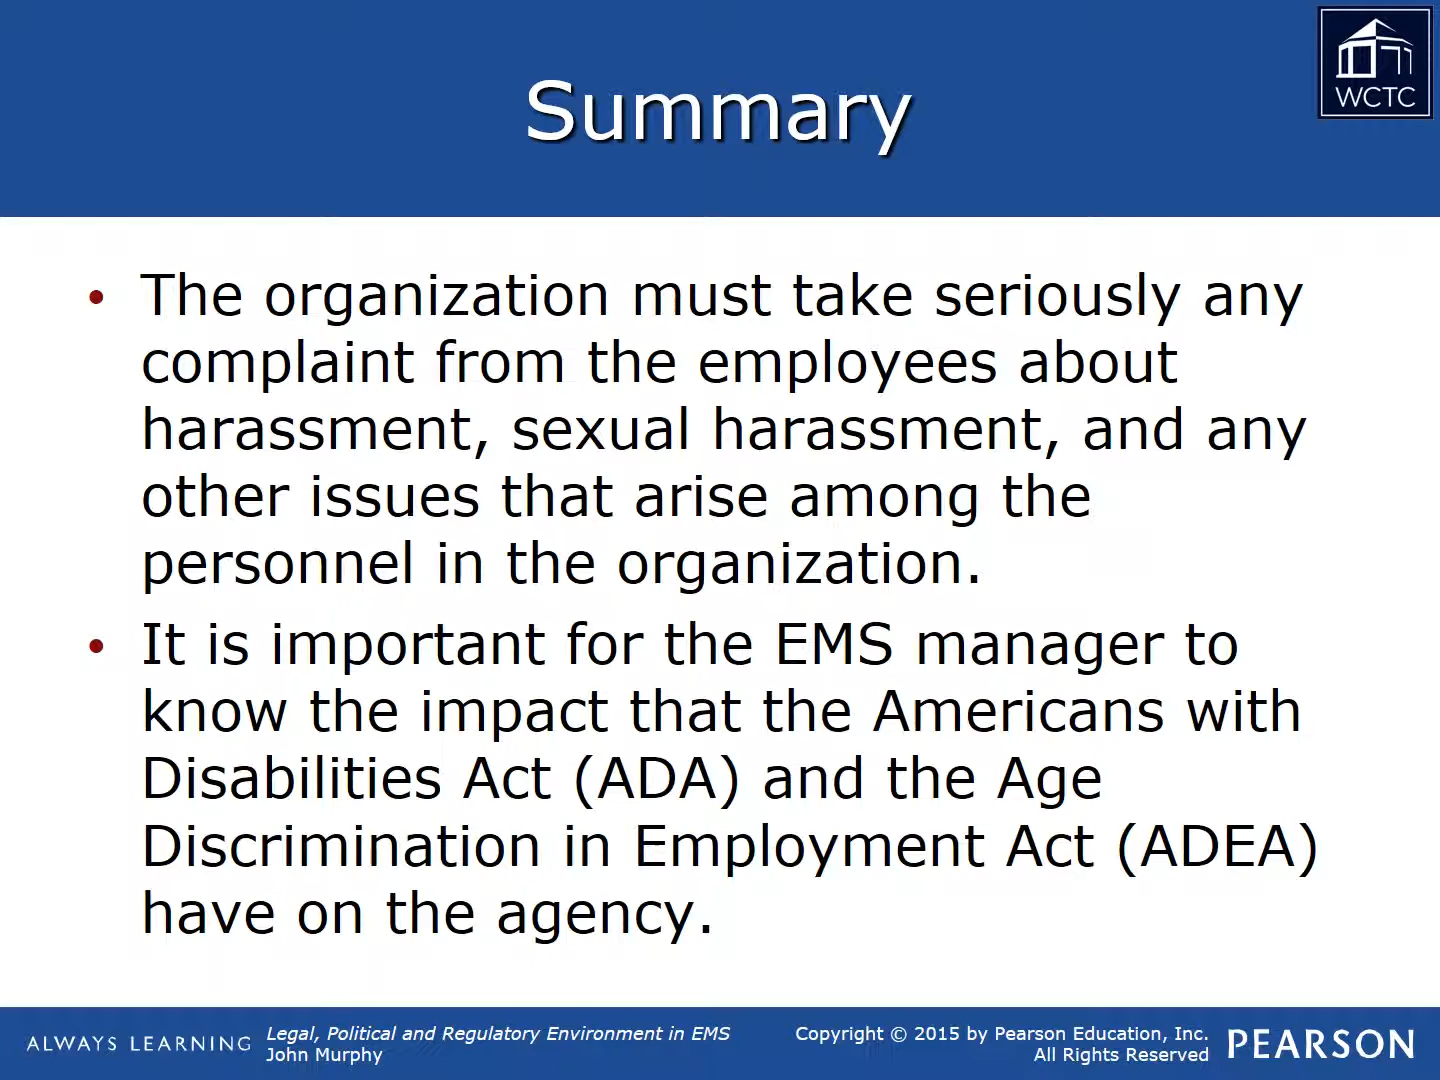 WCTC
Summary
• The organization must take seriously any
complaint from the employees about
harassment, sexual harassment, and any
other issues that arise among the
personnel in the organization.
• It is important for the EMS manager to
know the impact that the Americans with
Disabilities Act (ADA) and the Age
Discrimination in Employment Act (ADEA)
have on the agency.
ALWAYS LEARNING
Legal, Political and Regulatory Environment in EMS
John Murphy
Copyright © 2015 by Pearson Education, Inc.
All Rights Reserved
PEARSON